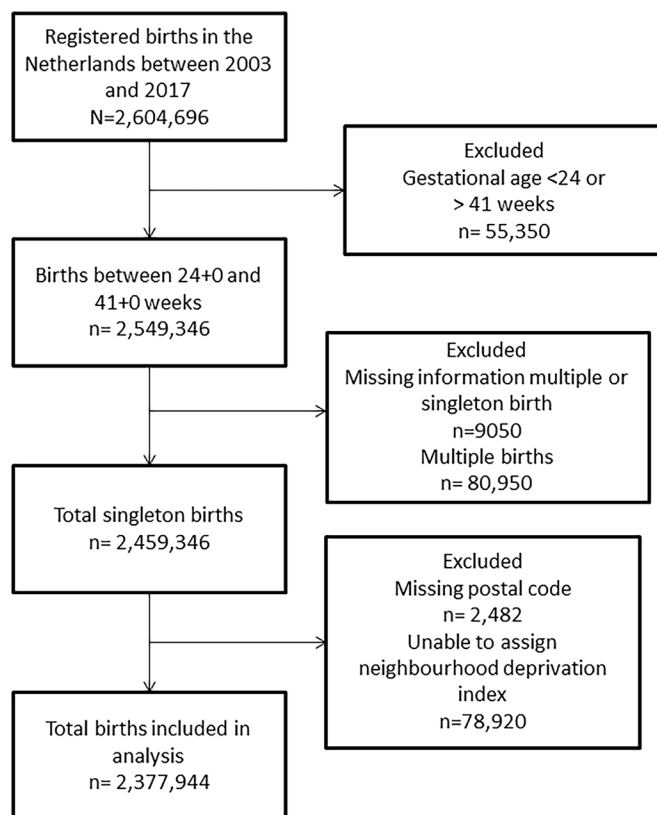 Registered births in the
Netherlands between 2003
and 2017
N=2,604,696
Excluded
Gestational age <24 or
> 41 weeks
n= 55,350
Births between 24+0 and
41+0 weeks
n= 2,549,346
Excluded
Missing information multiple or
singleton birth
n=9050
Multiple births
n= 80,950
Total singleton births
n= 2,459,346
Excluded
Missing postal code
n= 2,482
Unable to assign
neighbourhood deprivation
index
n=78,920
Total births included in
analysis
n= 2,377,944